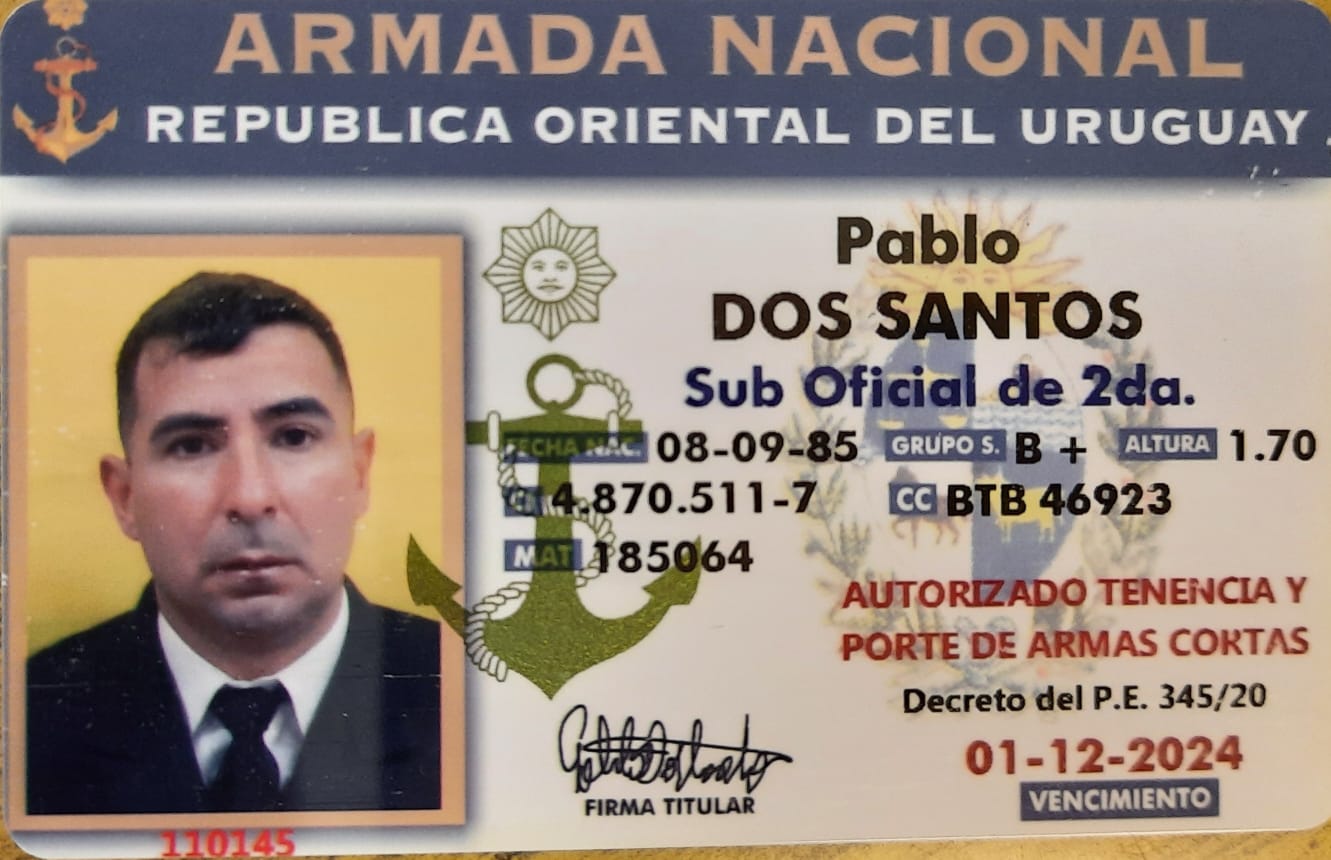 ARMADA NACIONAL
REPUBLICA ORIENTAL DEL URUGUAY
Pablo
DOS SANTOS
Sub Oficial de 2da.
FECHA NAC. 08-09-85 GRUPO S. B + ALTURA 1.70
CI 4.870.511-7 CC BTB 46923
MAT 185064
AUTORIZADO TENENCIA Y
PORTE DE ARMAS CORTAS
Decreto del P.E. 345/20
01-12-2024
VENCIMIENTO
FIRMA TITULAR
110145